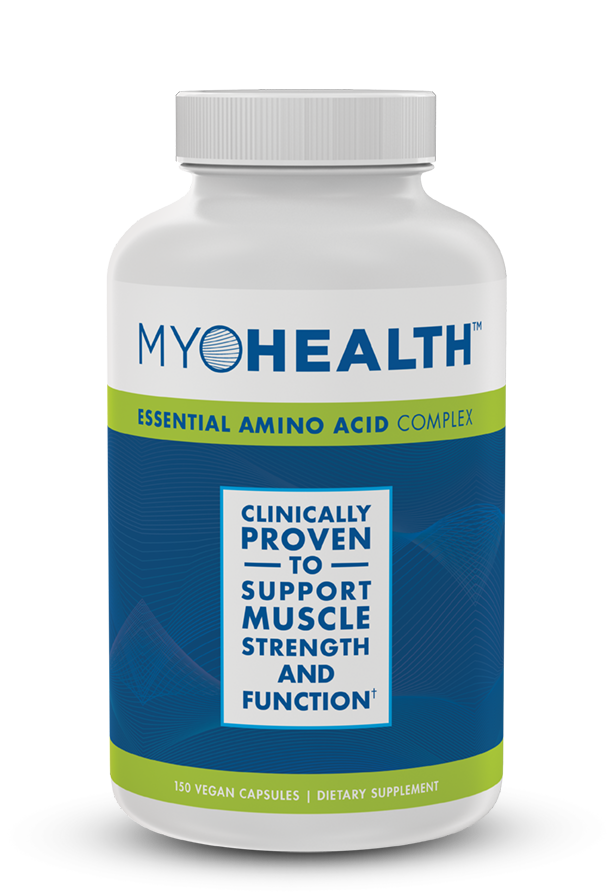 MYOHEALTH™
ESSENTIAL AMINO ACID COMPLEX
CLINICALLY
PROVEN
— TO —
SUPPORT
MUSCLE
STRENGTH
AND
FUNCTION†
150 VEGAN CAPSULES | DIETARY SUPPLEMENT